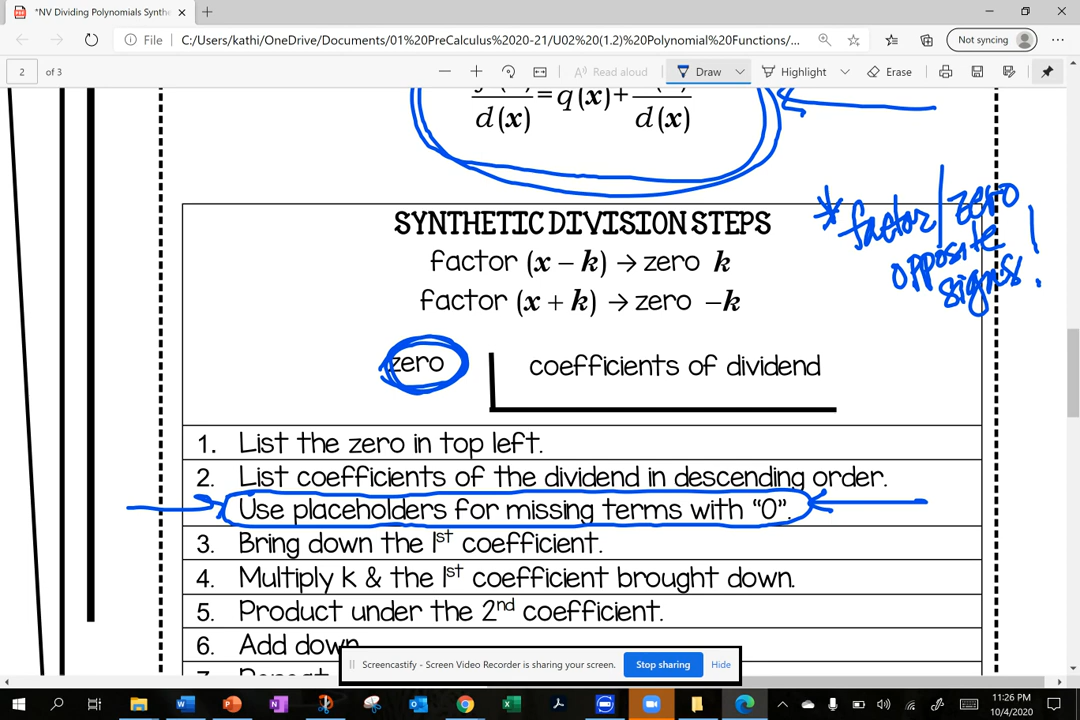 *NV Dividing Polynomials Synthe
File
C:/Users/kathi/OneDrive/Documents/01%20PreCalculus%2020-21/U02%20(1.2)%20Polynomial%20Functions/...
Not syncing
2 of 3
Read aloud
Draw
Highlight
Erase
d(x) = q(x)+ d(x)
* factor/zero
opposite
signs!
SYNTHETIC DIVISION STEPS
factor (x − k) → zero k
factor (x + k) → zero −k
zero
coefficients of dividend
1. List the zero in top left.
2. List coefficients of the dividend in descending order.
Use placeholders for missing terms with “0”.
3. Bring down the 1st coefficient.
4. Multiply k & the 1st coefficient brought down.
5. Product under the 2nd coefficient.
6. Add down
7. Repeat
Screencastify - Screen Video Recorder is sharing your screen.
Stop sharing
Hide
11:26 PM
10/4/2020